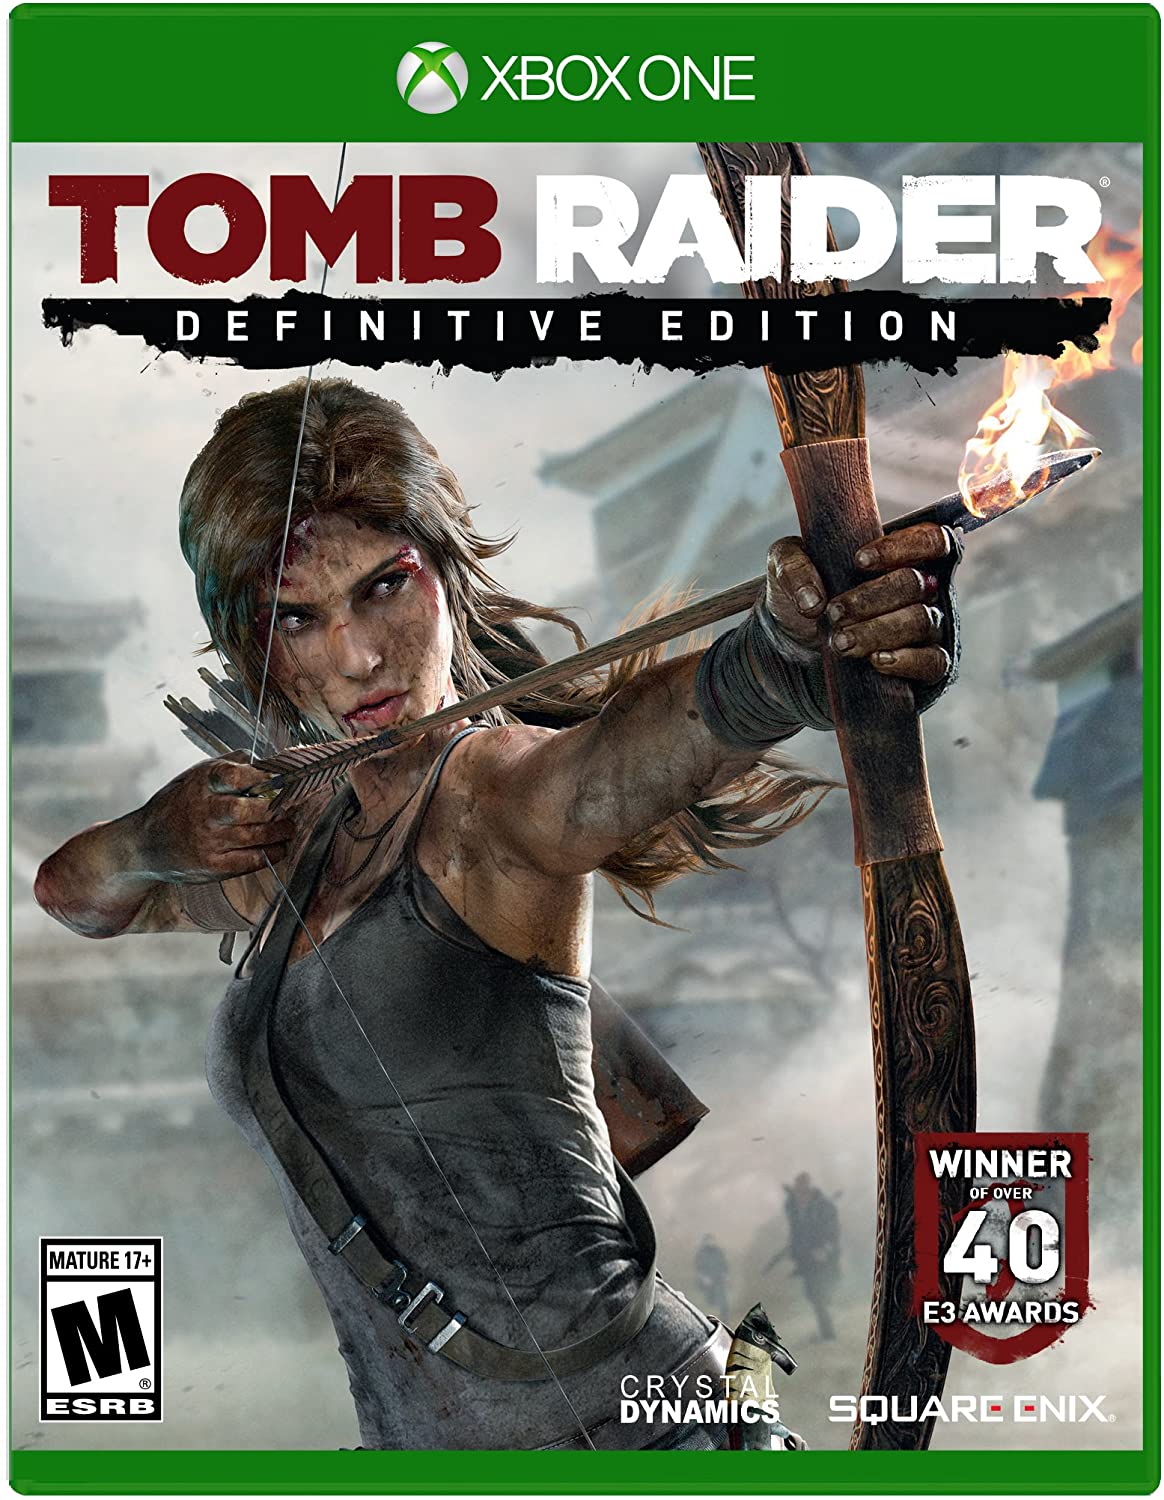 XBOX ONE
TOMB RAIDER®
DEFINITIVE EDITION
WINNER
OF OVER
40
E3 AWARDS
MATURE 17+
M®
ESRB
CRYSTAL
DYNAMICS
SQUARE ENIX®